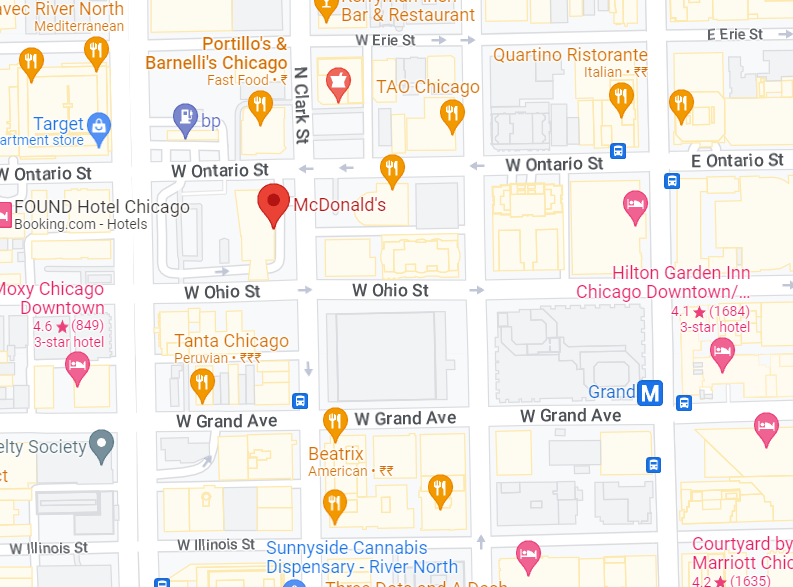 avec River North
Mediterranean
Bar & Restaurant
W Erie St
E Erie St
Portillo's &
Barnelli's Chicago
Fast Food • ₹
N Clark St
TAO Chicago
Quartino Ristorante
Italian • ₹₹
Target
artment store
bp
W Ontario St
W Ontario St
W Ontario St
E Ontario St
FOUND Hotel Chicago
Booking.com - Hotels
McDonald's
Hilton Garden Inn
Chicago Downtown/...
4.1 ★ (1684)
3-star hotel
Moxy Chicago
Downtown
4.6 ★ (849)
3-star hotel
W Ohio St
W Ohio St
Tanta Chicago
Peruvian • ₹₹₹
Grand M
W Grand Ave
W Grand Ave
W Grand Ave
elty Society
ct
Beatrix
American • ₹₹
W Illinois St
W Illinois St
Sunnyside Cannabis
Dispensary - River North
Courtyard by
Marriott Chic
4.2 ★ (1635)